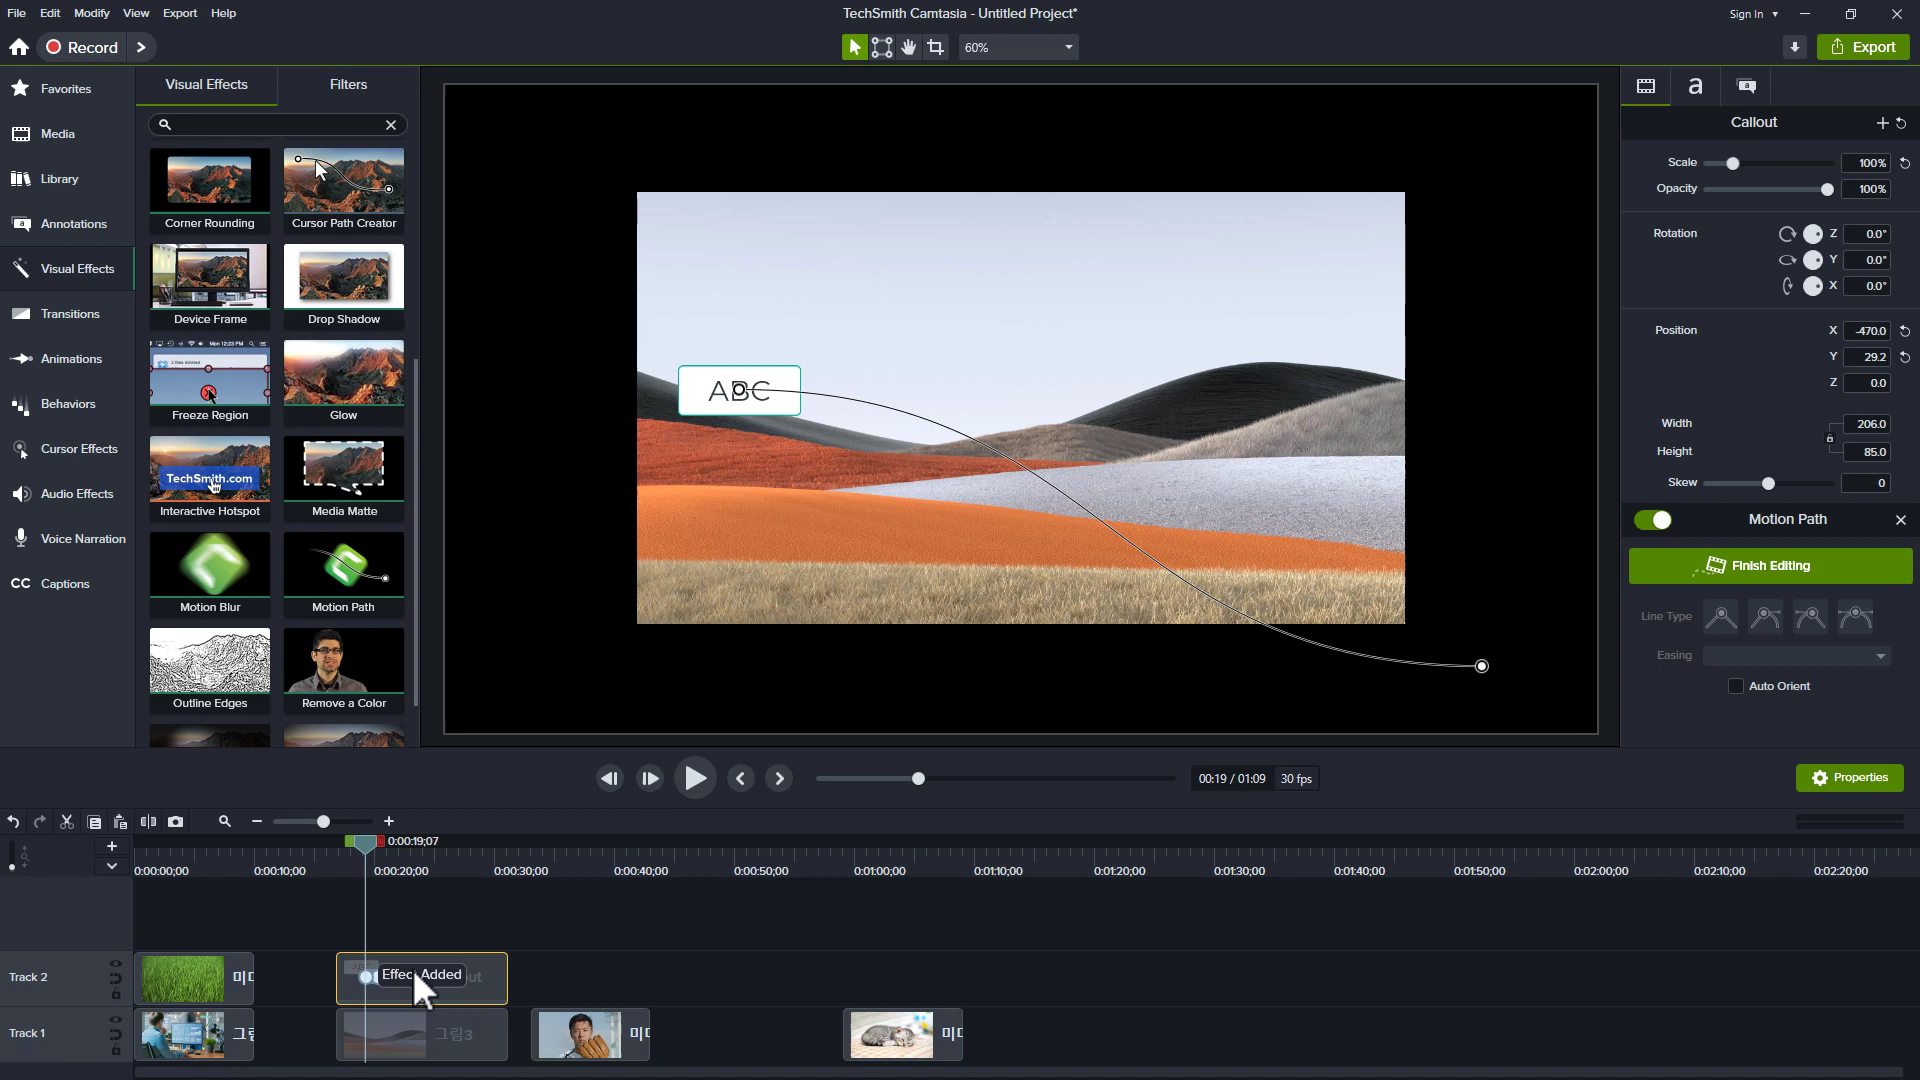 File Edit Modify View Export Help
TechSmith Camtasia - Untitled Project*
Sign In
Record
60%
Export
Favorites
Media
Library
Annotations
Visual Effects
Transitions
Animations
Behaviors
Cursor Effects
Audio Effects
Voice Narration
CC Captions
Visual Effects Filters
Corner Rounding Cursor Path Creator
Device Frame Drop Shadow
Mon 12:23 PM
2 files deleted
Freeze Region Glow
TechSmith.com
Interactive Hotspot Media Matte
Motion Blur Motion Path
Outline Edges Remove a Color
ABC
a a
Callout
Scale 100%
Opacity 100%
Rotation Z 0.0°
Y 0.0°
X 0.0°
Position X -470.0
Y 29.2
Z 0.0
Width 206.0
Height 85.0
Skew 0
Motion Path
Finish Editing
Line Type
Easing
Auto Orient
00:19 / 01:09 30 fps
Properties
0:00:19;07
0:00:00;00 0:00:10;00 0:00:20;00 0:00:30;00 0:00:40;00 0:00:50;00 0:01:00;00 0:01:10;00 0:01:20;00 0:01:30;00 0:01:40;00 0:01:50;00 0:02:00;00 0:02:10;00 0:02:20;00
Track 2
Effect Added
Track 1
그림3